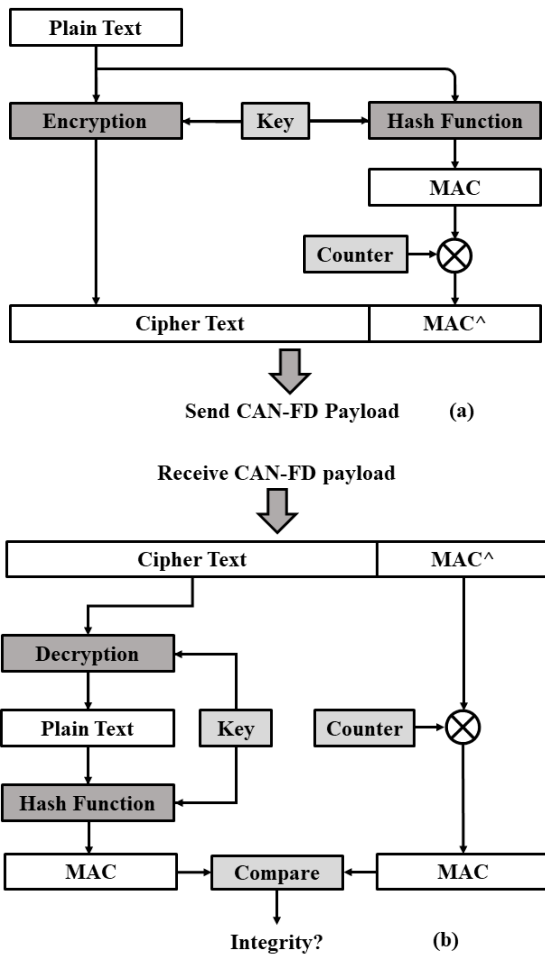 Plain Text
Encryption
Key
Hash Function
MAC
Counter
Cipher Text
MAC^
Send CAN-FD Payload
(a)
Receive CAN-FD payload
Cipher Text
MAC^
Decryption
Plain Text
Key
Counter
Hash Function
MAC
Compare
MAC
Integrity?
(b)